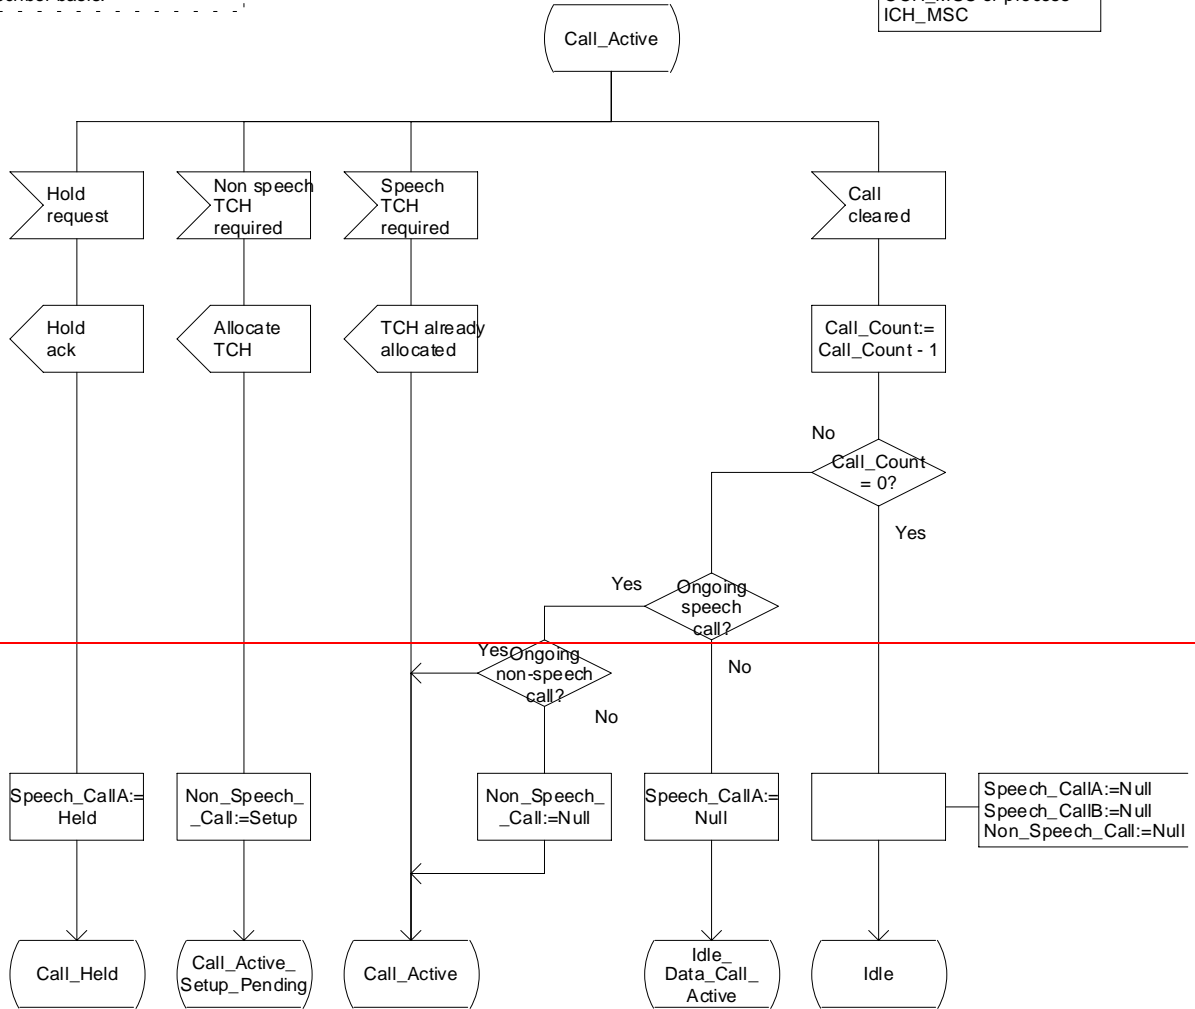 ICH_MSC
Call_Active
Hold
request
Non speech
TCH
required
Speech
TCH
required
Call
cleared
Hold
ack
Allocate
TCH
TCH already
allocated
Call_Count:=
Call_Count - 1
No
Call_Count
= 0?
Yes
Yes
Ongoing
speech
call?
No
Yes
Ongoing
non-speech
call?
No
Speech_CallA:=
Held
Non_Speech_
_Call:=Setup
Non_Speech_
_Call:=Null
Speech_CallA:=
Null
Speech_CallA:=Null
Speech_CallB:=Null
Non_Speech_Call:=Null
Call_Held
Call_Active_
Setup_Pending
Call_Active
Idle_
Data_Call_
Active
Idle